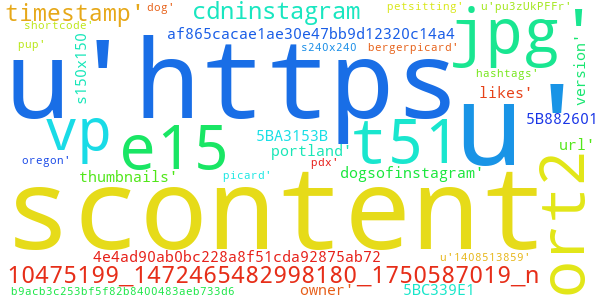 timestamp' dog' cdninstagram petsitting' u'pu3zUkPFFr'
shortcode' af865cacae1ae30e47bb9d12320c14a4 jpg'
pup' s240x240 bergerpicard'
u'https u'
s150x150 hashtags' version'
likes'
5B882601
vp e15 5BA3153B t51
portland' url'
oregon' pdx'
thumbnails' picard' dogsofinstagram' ort2
scontent
4e4ad90ab0bc228a8f51cda92875ab72 u'1408513859'
10475199_1472465482998180_1750587019_n
b9acb3c253bf5f82b8400483aeb733d6 owner' 5BC339E1